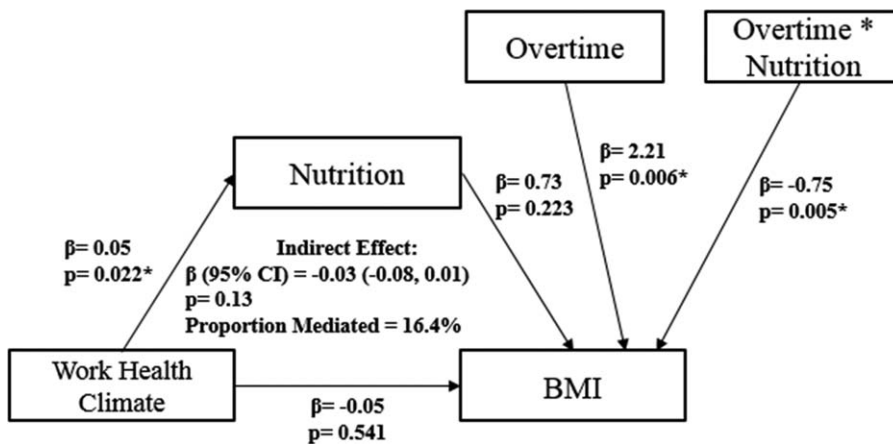 Overtime
Overtime *
Nutrition
Nutrition
β= 2.21
p= 0.006*
β= 0.73
p= 0.223
β= -0.75
p= 0.005*
β= 0.05
p= 0.022*
Indirect Effect:
β (95% CI) = -0.03 (-0.08, 0.01)
p= 0.13
Proportion Mediated = 16.4%
Work Health
Climate
BMI
β= -0.05
p= 0.541